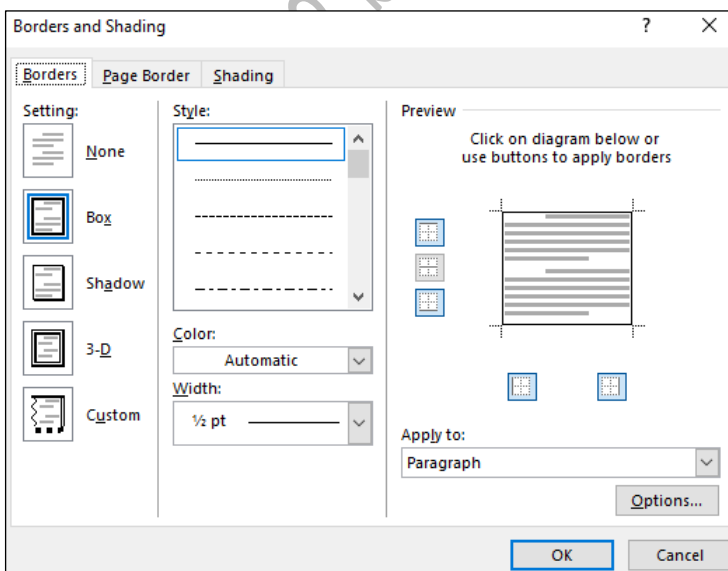 Borders and Shading ?
Borders Page Border Shading
Setting:
None
Box
Shadow
3-D
Custom
Style:
Color:
Automatic
Width:
½ pt
Preview
Click on diagram below or
use buttons to apply borders
Apply to:
Paragraph
Options...
OK Cancel